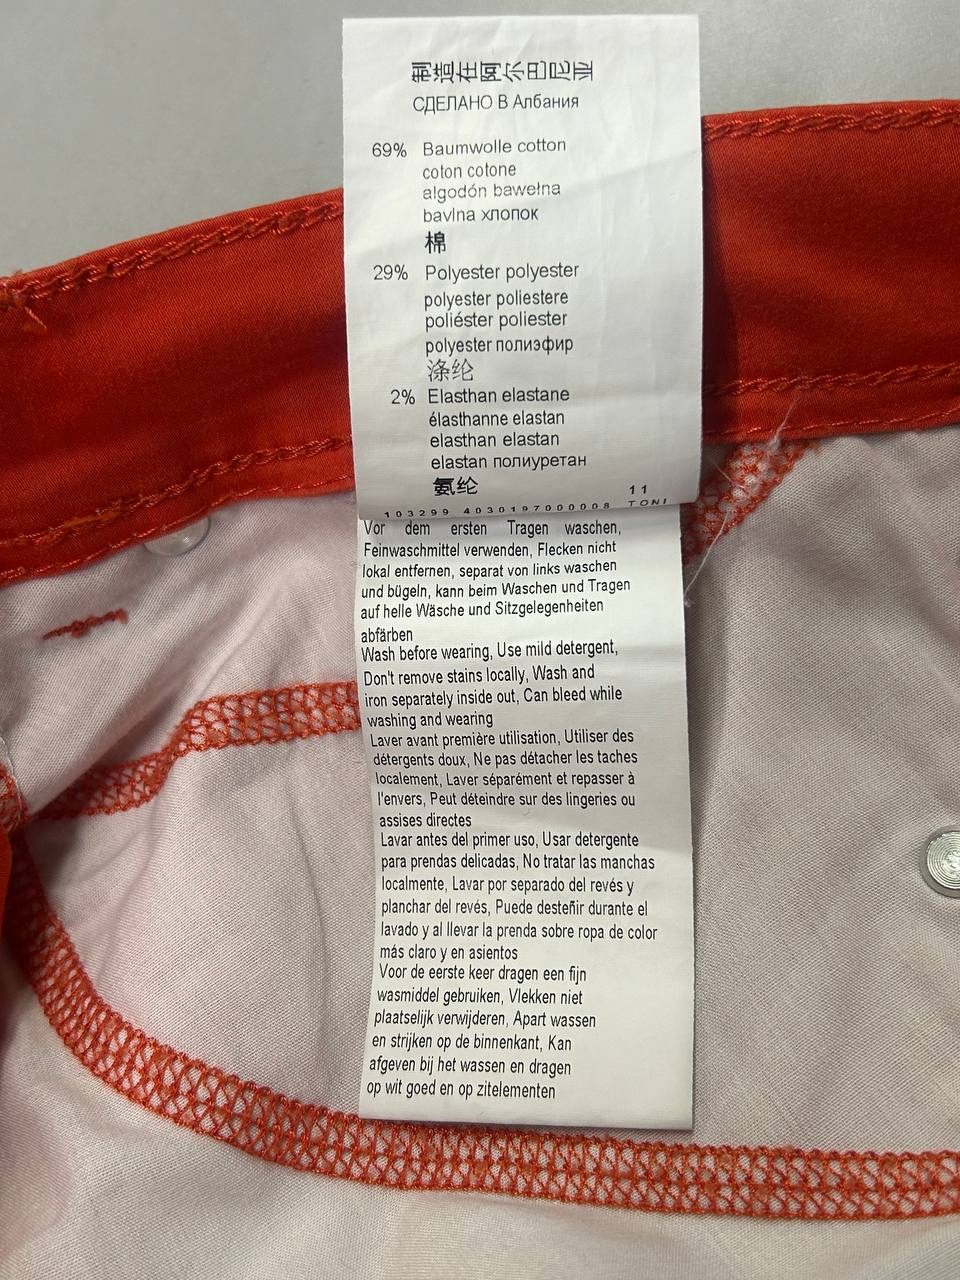 制造在阿尔巴尼亚
СДЕЛАНО В Албания
69% Baumwolle cotton
coton cotone
algodón bawełna
bavlna хлопок
棉
29% Polyester polyester
polyester poliestere
poliéster poliester
polyester полиэфир
涤纶
2% Elasthan elastane
élasthanne elastan
elasthan elastan
elastan полиуретан
氨纶
11
103299 40301970000008 TONI
Vor dem ersten Tragen waschen,
Feinwaschmittel verwenden, Flecken nicht
lokal entfernen, separat von links waschen
und bügeln, kann beim Waschen und Tragen
auf helle Wäsche und Sitzgelegenheiten
abfärben
Wash before wearing, Use mild detergent,
Don't remove stains locally, Wash and
iron separately inside out, Can bleed while
washing and wearing
Laver avant première utilisation, Utiliser des
détergents doux, Ne pas détacher les taches
localement, Laver séparément et repasser à
l'envers, Peut déteindre sur des lingeries ou
assises directes
Lavar antes del primer uso, Usar detergente
para prendas delicadas, No tratar las manchas
localmente, Lavar por separado del revés y
planchar del revés, Puede desteñir durante el
lavado y al llevar la prenda sobre ropa de color
más claro y en asientos
Voor de eerste keer dragen een fijn
wasmiddel gebruiken, Vlekken niet
plaatselijk verwijderen, Apart wassen
en strijken op de binnenkant, Kan
afgeven bij het wassen en dragen
op wit goed en op zitelementen